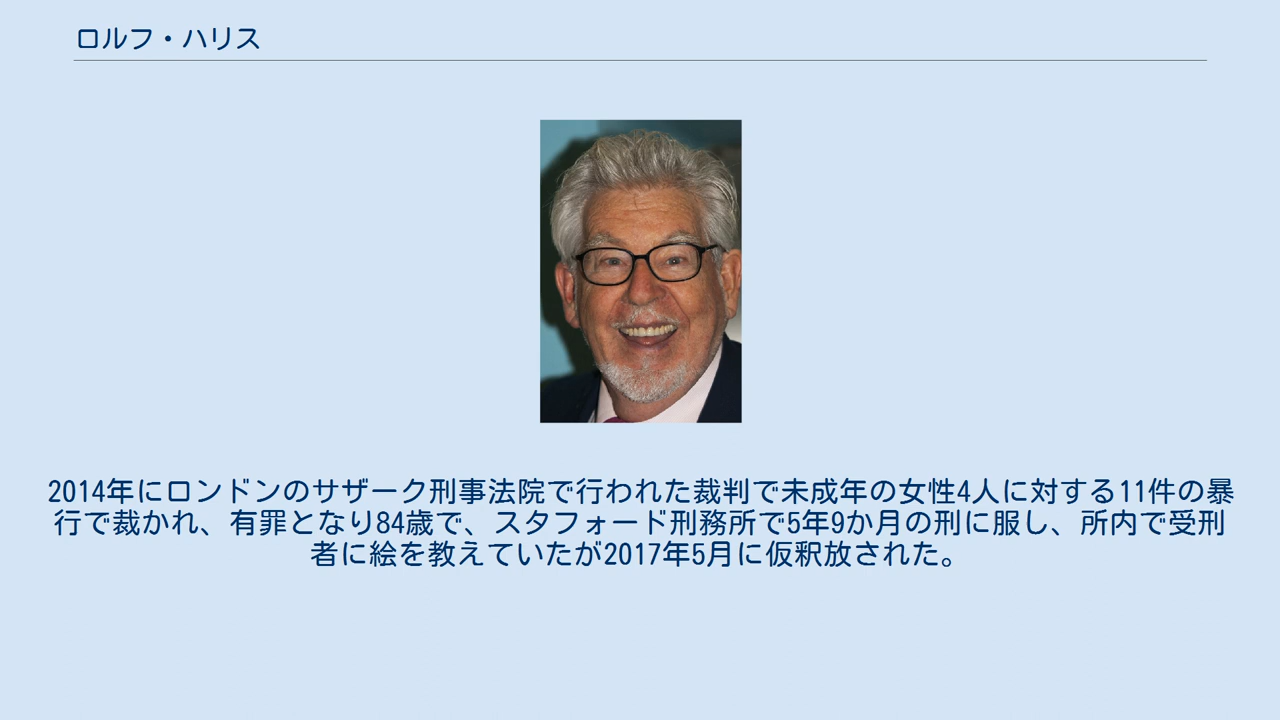 ロルフ・ハリス
2014年にロンドンのサザーク刑事法院で行われた裁判で未成年の女性4人に対する11件の暴
行で裁かれ、有罪となり84歳で、スタフォード刑務所で5年9か月の刑に服し、所内で受刑
者に絵を教えていたが2017年5月に仮釈放された。